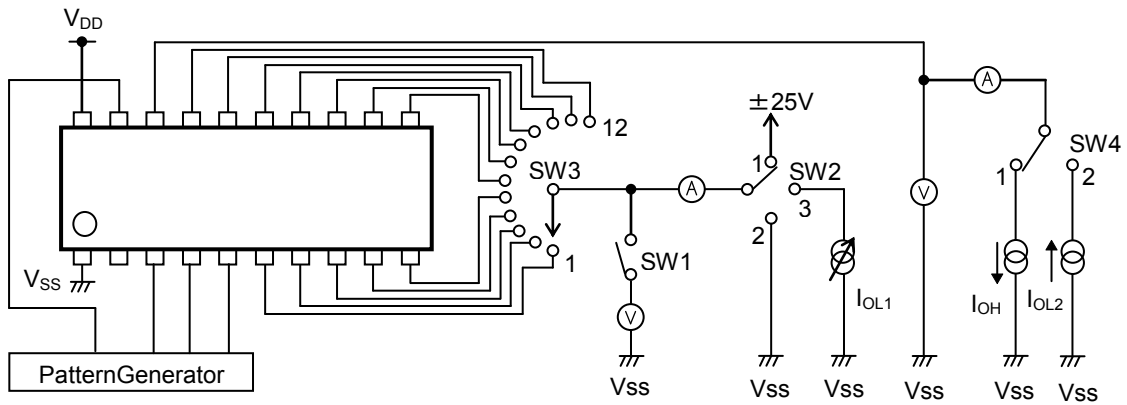 VDD
12
SW3
1
VSS
PatternGenerator
A
SW1
V
±25V
1
SW2
3
2
IOL1
A
V
SW4
1
2
IOH
IOL2
Vss
Vss
Vss
Vss
Vss
Vss